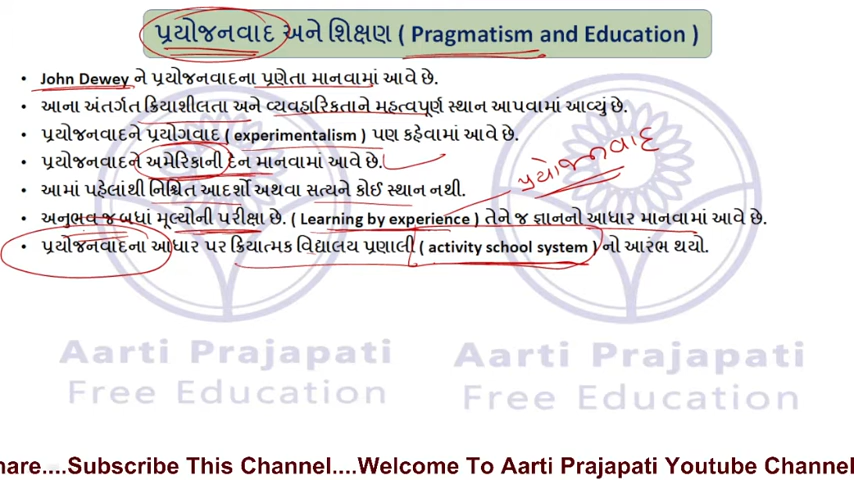 પ્રયોજનવાદ અને શિક્ષણ ( Pragmatism and Education )
• John Dewey ને પ્રયોજનવાદના પ્રણેતા માનવામાં આવે છે.
• આના અંતર્ગત ક્રિયાશીલતા અને વ્યવહારિકતાને મહત્વપૂર્ણ સ્થાન આપવામાં આવ્યું છે.
• પ્રયોજનવાદને પ્રયોગવાદ ( experimentalism ) પણ કહેવામાં આવે છે.
• પ્રયોજનવાદને અમેરિકાની દેન માનવામાં આવે છે.
પ્રયોજનવાદ
• આમાં પહેલાંથી નિશ્ચિત આદર્શો અથવા સત્યને કોઈ સ્થાન નથી.
• અનુભવ જ બધાં મૂલ્યોની પરીક્ષા છે. ( Learning by experience ) તેને જ જ્ઞાનનો આધાર માનવામાં આવે છે.
• પ્રયોજનવાદના આધાર પર ક્રિયાત્મક વિદ્યાલય પ્રણાલી ( activity school system ) નો આરંભ થયો.
Aarti Prajapati Aarti Prajapati
Free Education Free Education
hare....Subscribe This Channel....Welcome To Aarti Prajapati Youtube Channel